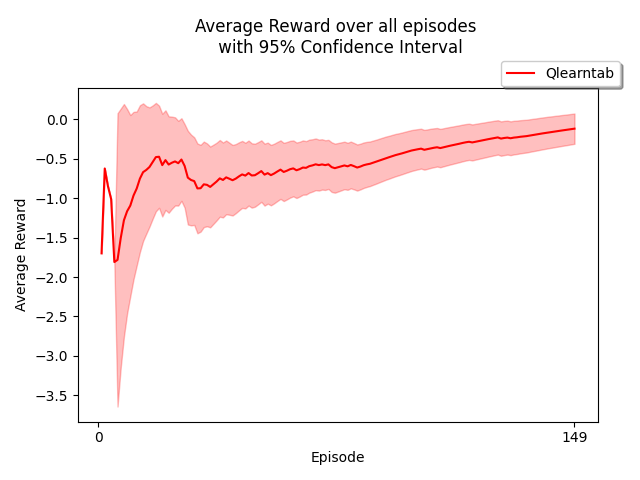 Average Reward over all episodes
with 95% Confidence Interval
Qlearntab
0.0
−0.5
−1.0
−1.5
−2.0
−2.5
−3.0
−3.5
Average Reward
0
149
Episode